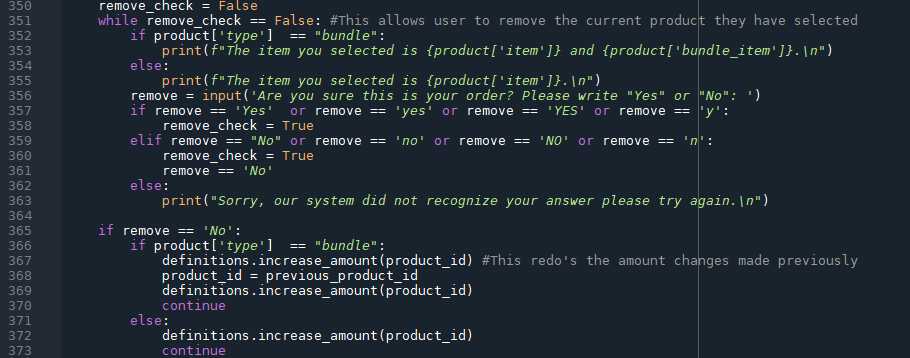 350 remove_check = False
351 while remove_check == False: #This allows user to remove the current product they have selected
352 if product['type']  == "bundle":
353 print(f"The item you selected is {product['item']} and {product['bundle_item']}.\n")
354 else:
355 print(f"The item you selected is {product['item']}.\n")
356 remove = input('Are you sure this is your order? Please write "Yes" or "No": ')
357 if remove == 'Yes'  or remove == 'yes' or remove == 'YES' or remove == 'y':
358 remove_check = True
359 elif remove == "No" or remove == 'no' or remove == 'NO' or remove == 'n':
360 remove_check = True
361 remove == 'No'
362 else:
363 print("Sorry, our system did not recognize your answer please try again.\n")
364
365 if remove == 'No':
366 if product['type']  == "bundle":
367 definitions.increase_amount(product_id) #This redo's the amount changes made previously
368 product_id = previous_product_id
369 definitions.increase_amount(product_id)
370 continue
371 else:
372 definitions.increase_amount(product_id)
373 continue